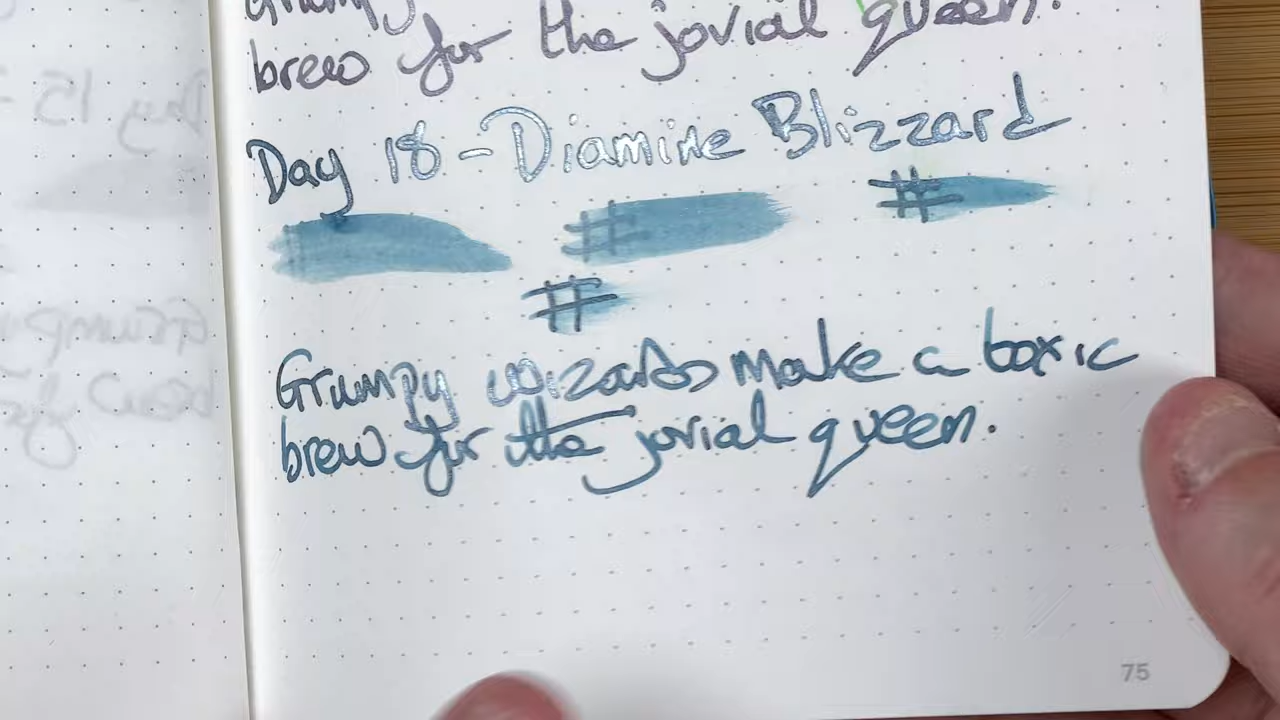 Grumpy
brew for the jovial queen.
Day 18 - Diamine Blizzard
#
#
#
Grumpy wizards make a toxic
brew for the jovial queen.
75